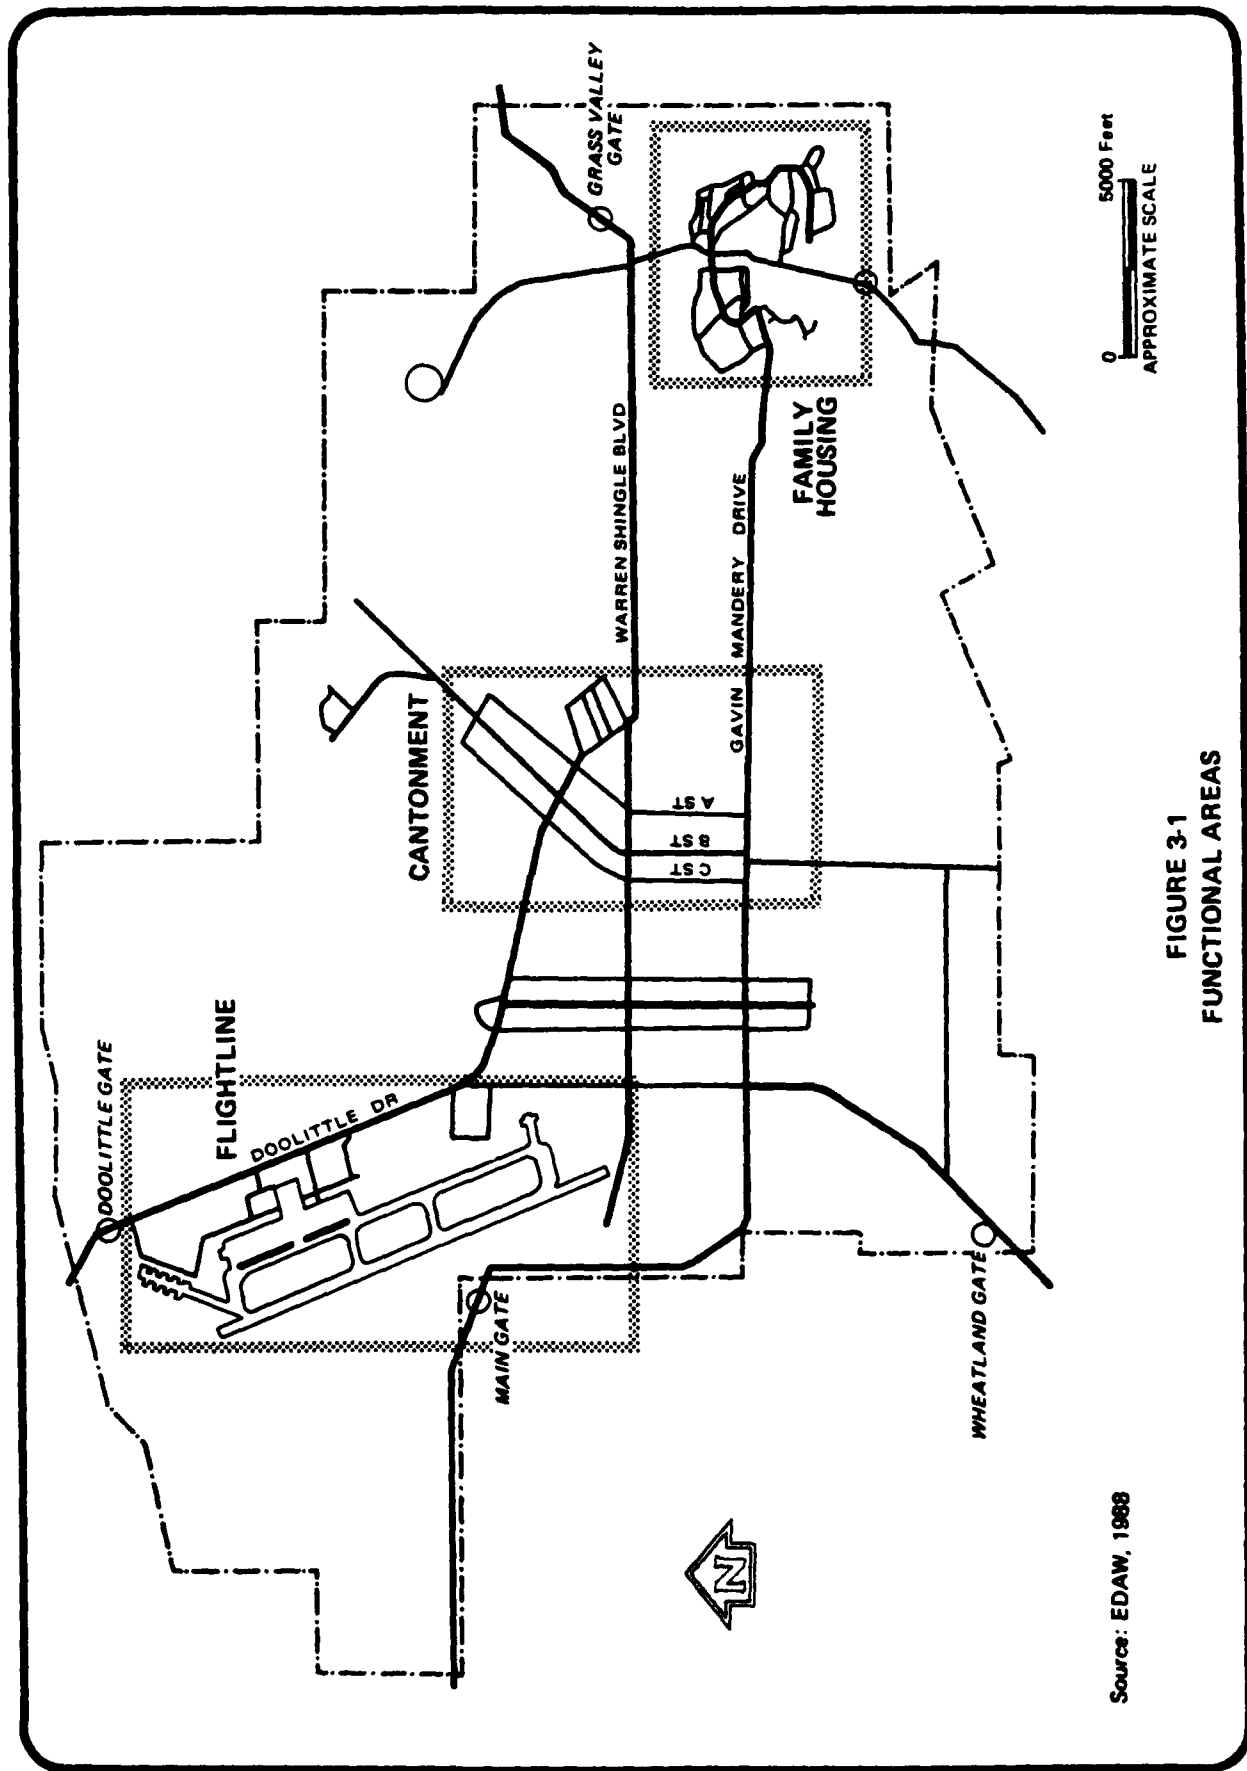 DOOLITTLE GATE
FLIGHTLINE
DOOLITTLE DR
CANTONMENT
GRASS VALLEY
GATE
MAIN GATE
WARREN SHINGLE BLVD
C ST
B ST
A ST
GAVIN MANDERY DRIVE
FAMILY
HOUSING
N
WHEATLAND GATE
0 5000 Feet
APPROXIMATE SCALE
Source: EDAW, 1988
FIGURE 3-1
FUNCTIONAL AREAS